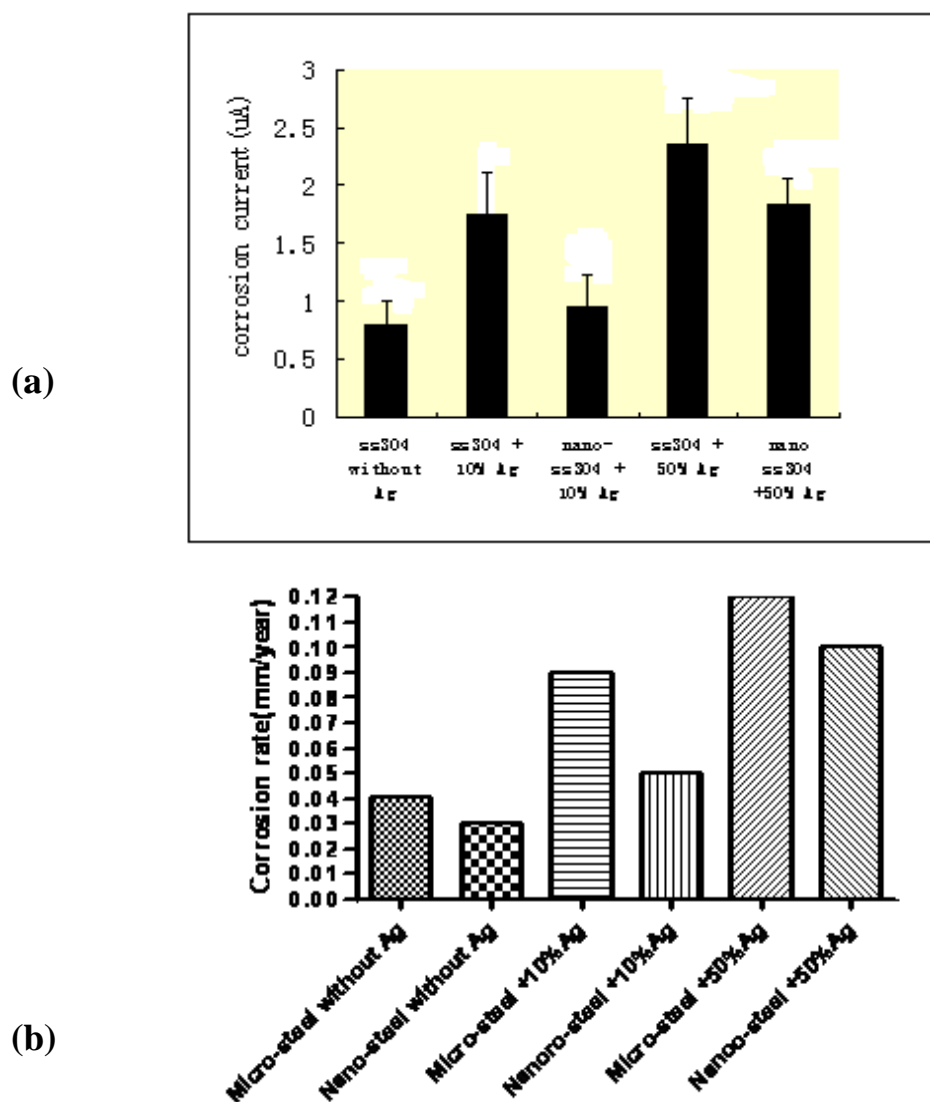 (a)
corrosion current (uA)
3
2.5
2
1.5
1
0.5
0
ss304
without
Ag
ss304 +
10% Ag
nano-
ss304 +
10% Ag
ss304 +
50% Ag
nano
ss304
+50% Ag
(b)
Corrosion rate(mm/year)
0.12
0.10
0.09
0.08
0.07
0.06
0.05
0.04
0.03
0.02
0.01
0.00
Micro-steel without Ag
Nano-steel without Ag
Micro-steel +10%Ag
Nanoro-steel +10%Ag
Micro-steel +50%Ag
Nanoo-steel +50%Ag